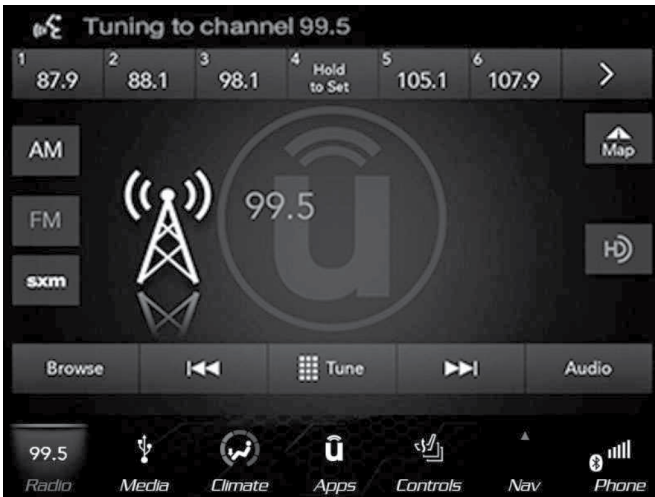 Tuning to channel 99.5
1 87.9 2 88.1 3 98.1 4 Hold to Set 5 105.1 6 107.9 >
AM
Map
99.5
FM
HD
sxm
Browse Tune Audio
99.5
Radio Media Climate Apps Controls Nav Phone